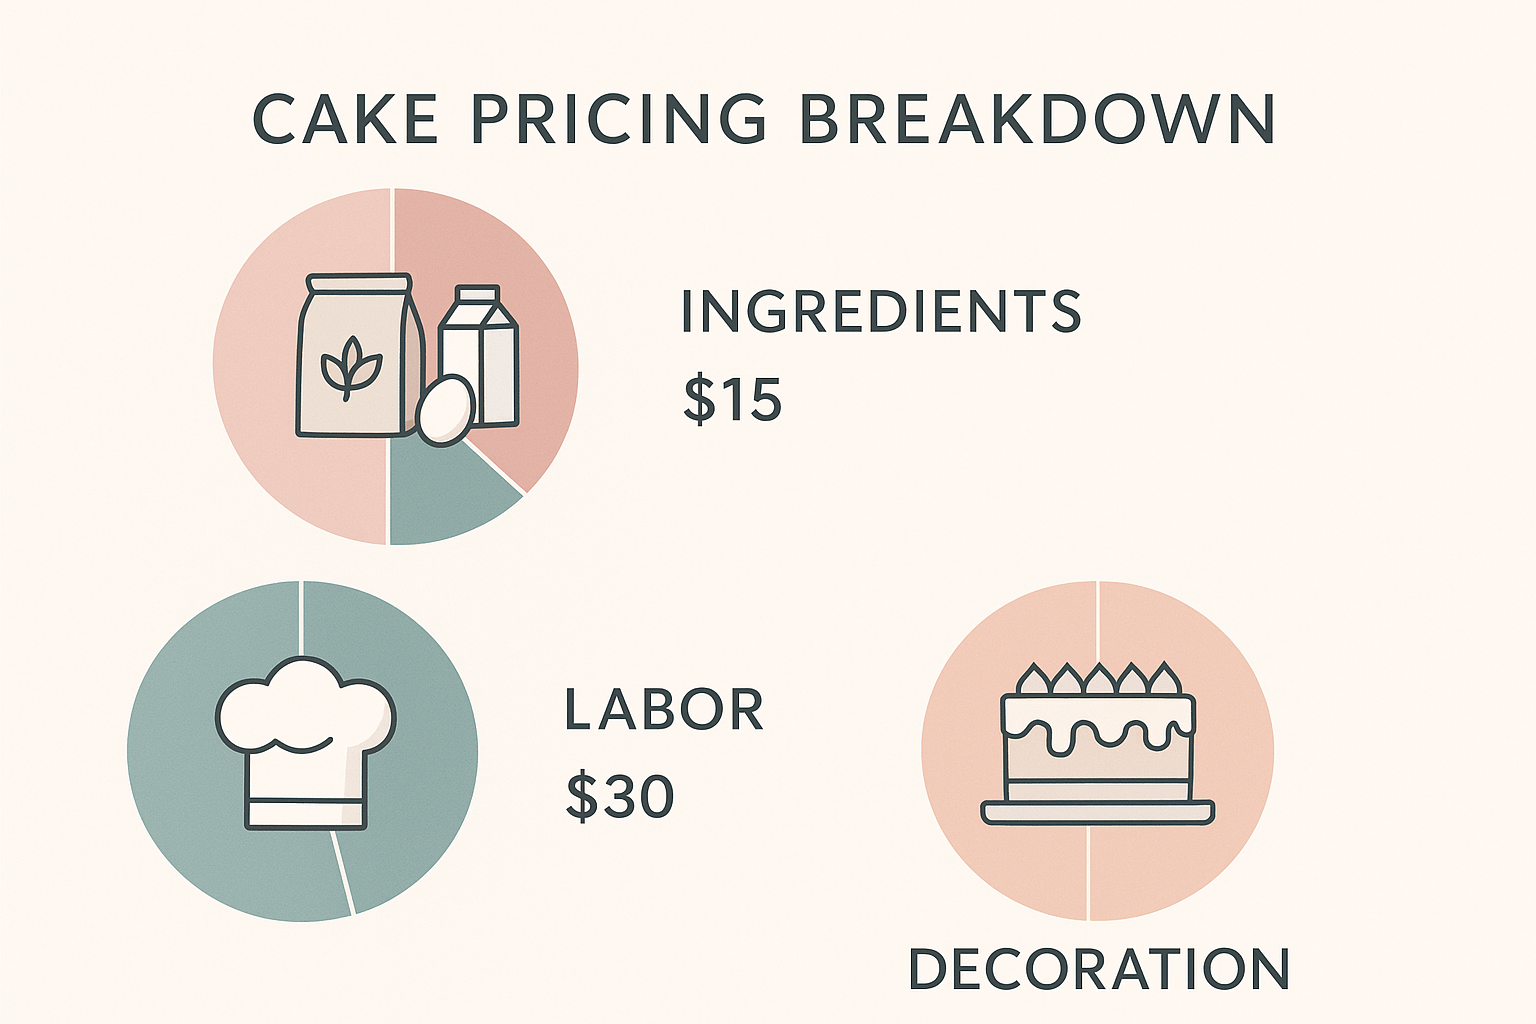 CAKE PRICING BREAKDOWN
INGREDIENTS
$15
LABOR
$30
DECORATION